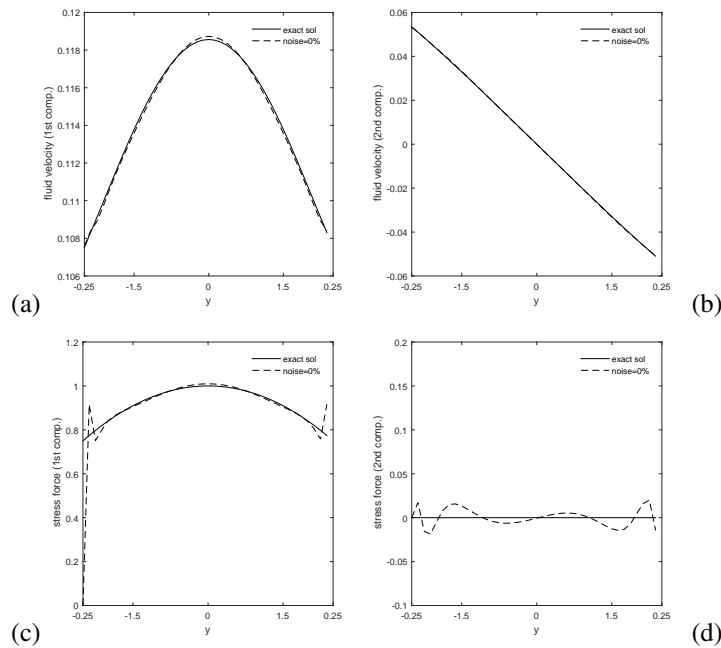 0.12
0.118
0.116
0.114
0.112
0.11
0.108
0.106
fluid velocity (1st comp.)
-0.25 -1.5 0 1.5 0.25
y
exact sol
noise=0%
(a)
0.06
0.04
0.02
0
-0.02
-0.04
-0.06
fluid velocity (2nd comp.)
-0.25 -1.5 0 1.5 0.25
y
exact sol
noise=0%
(b)
1.2
1
0.8
0.6
0.4
0.2
0
stress force (1st comp.)
-0.25 -1.5 0 1.5 0.25
y
exact sol
noise=0%
(c)
0.2
0.15
0.1
0.05
0
-0.05
-0.1
stress force (2nd comp.)
-0.25 -1.5 0 1.5 0.25
y
exact sol
noise=0%
(d)